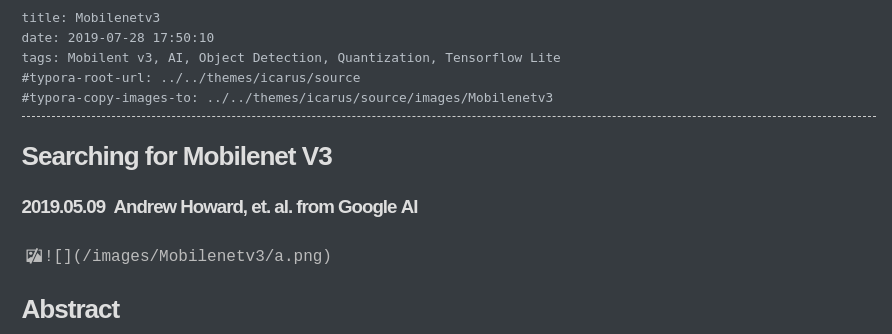 title: Mobilenetv3
date: 2019-07-28 17:50:10
tags: Mobilent v3, AI, Object Detection, Quantization, Tensorflow Lite
#typora-root-url: ../../themes/icarus/source
#typora-copy-images-to: ../../themes/icarus/source/images/Mobilenetv3
Searching for Mobilenet V3
2019.05.09 Andrew Howard, et. al. from Google AI
![](/images/Mobilenetv3/a.png)
Abstract